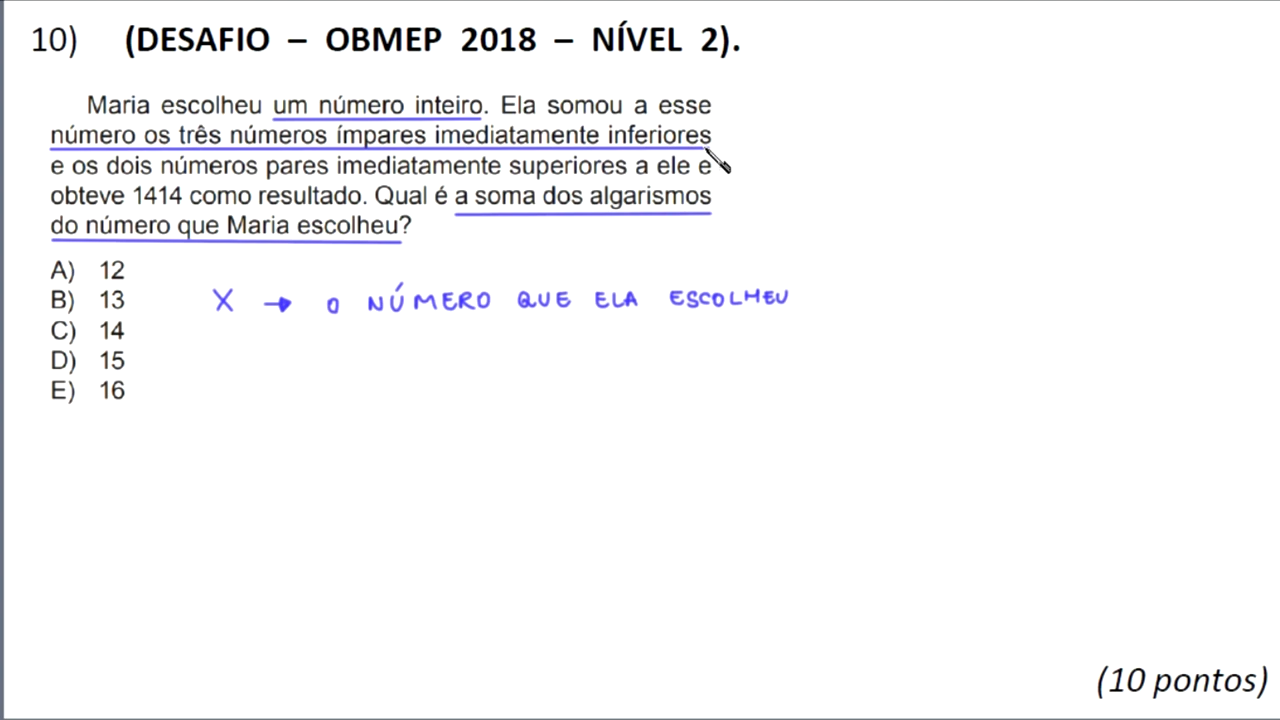 10) (DESAFIO – OBMEP 2018 – NÍVEL 2).
Maria escolheu um número inteiro. Ela somou a esse
número os três números ímpares imediatamente inferiores
e os dois números pares imediatamente superiores a ele e
obteve 1414 como resultado. Qual é a soma dos algarismos
do número que Maria escolheu?
A) 12
B) 13
X → O NÚMERO QUE ELA ESCOLHEU
C) 14
D) 15
E) 16
(10 pontos)